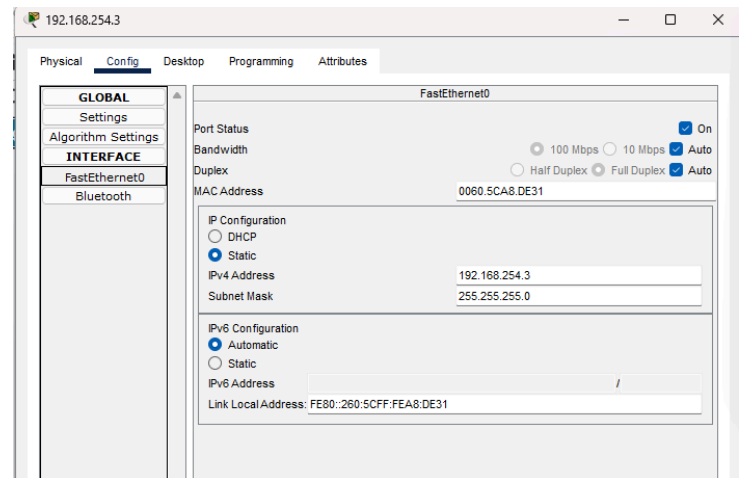 192.168.254.3
Physical Config Desktop Programming Attributes
GLOBAL
Settings
Algorithm Settings
INTERFACE
FastEthernet0
Bluetooth
FastEthernet0
Port Status On
Bandwidth 100 Mbps 10 Mbps Auto
Duplex Half Duplex Full Duplex Auto
MAC Address 0060.5CA8.DE31
IP Configuration
DHCP
Static
IPv4 Address 192.168.254.3
Subnet Mask 255.255.255.0
IPv6 Configuration
Automatic
Static
IPv6 Address /
Link Local Address: FE80::260:5CFF:FEA8:DE31